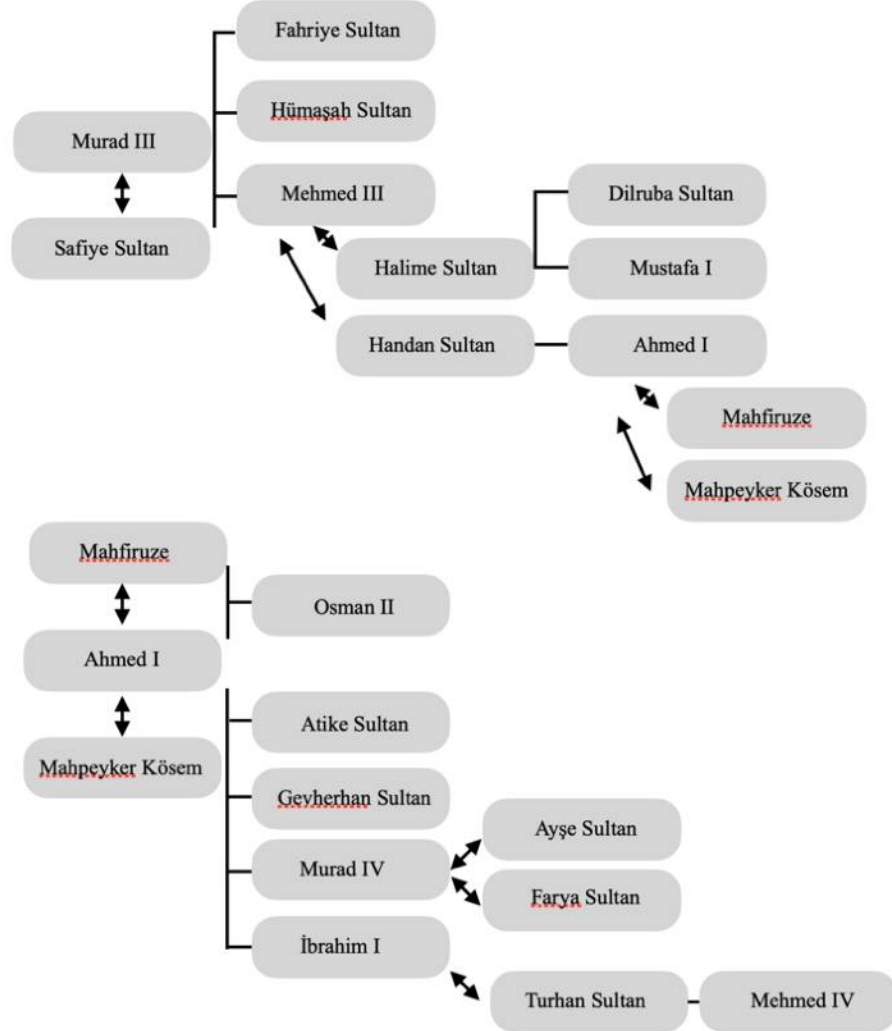 Fahriye Sultan
Hümaşah Sultan
Murad III
Mehmed III
Safiye Sultan
Dilruba Sultan
Halime Sultan
Mustafa I
Handan Sultan
Ahmed I
Mahfiruze
Mahpeyker Kösem
Mahfiruze
Osman II
Ahmed I
Atike Sultan
Mahpeyker Kösem
Gevherhan Sultan
Murad IV
Ayşe Sultan
Farya Sultan
İbrahim I
Turhan Sultan
Mehmed IV